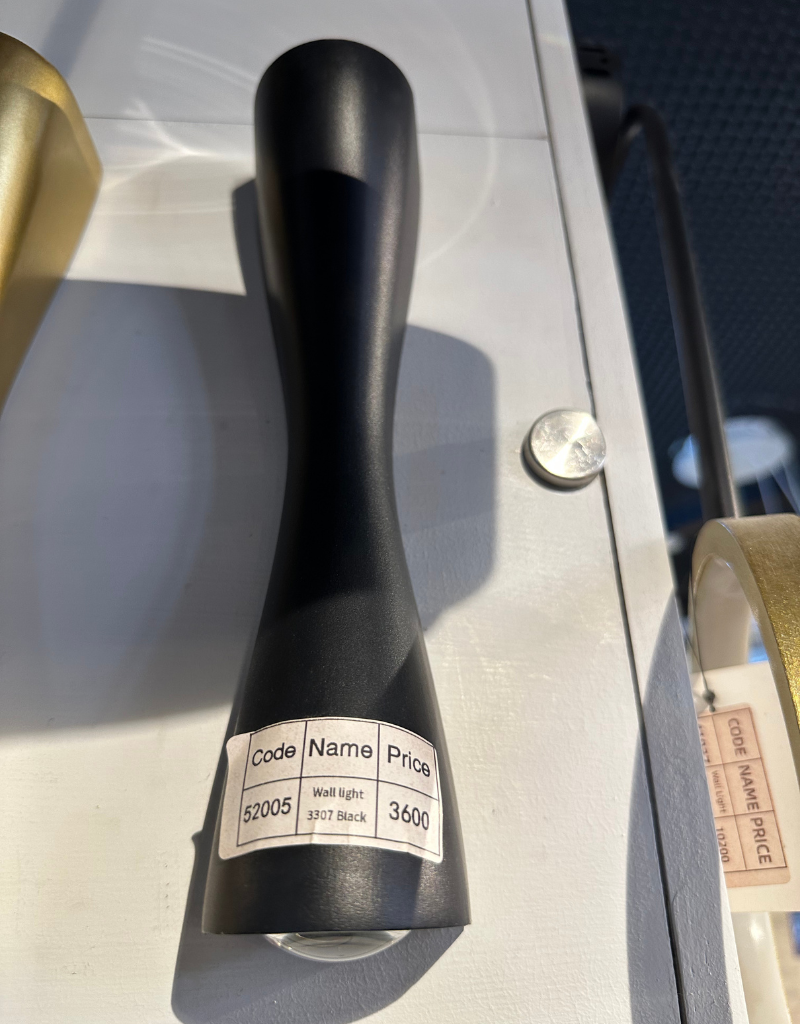 Code Name Price
52005 Wall light 3307 Black 3600
CODE NAME PRICE
Wall Light 10200